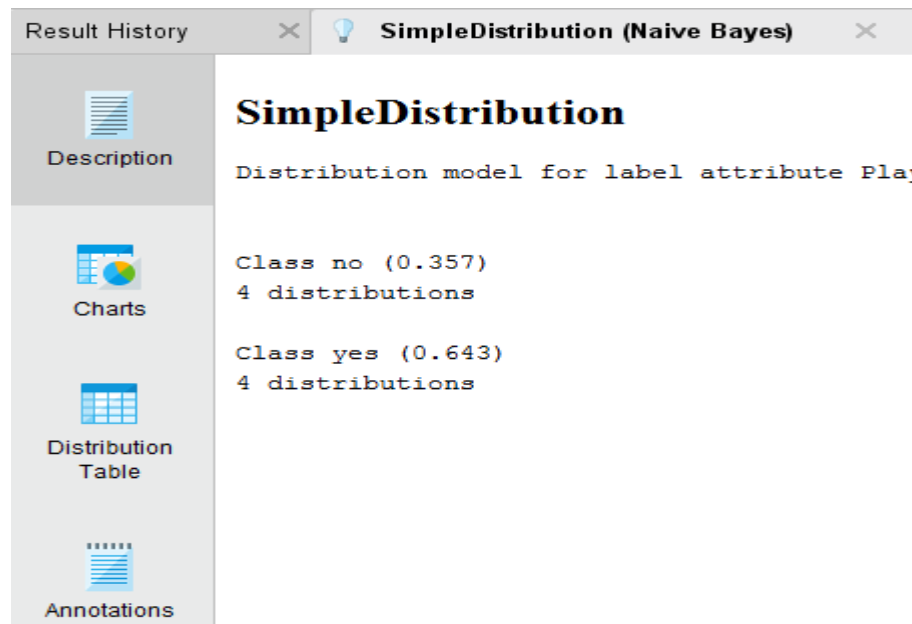 Result History
SimpleDistribution (Naive Bayes)
Description
SimpleDistribution
Distribution model for label attribute
Class no (0.357)
4 distributions
Class yes (0.643)
4 distributions
Charts
Distribution
Table
Annotations